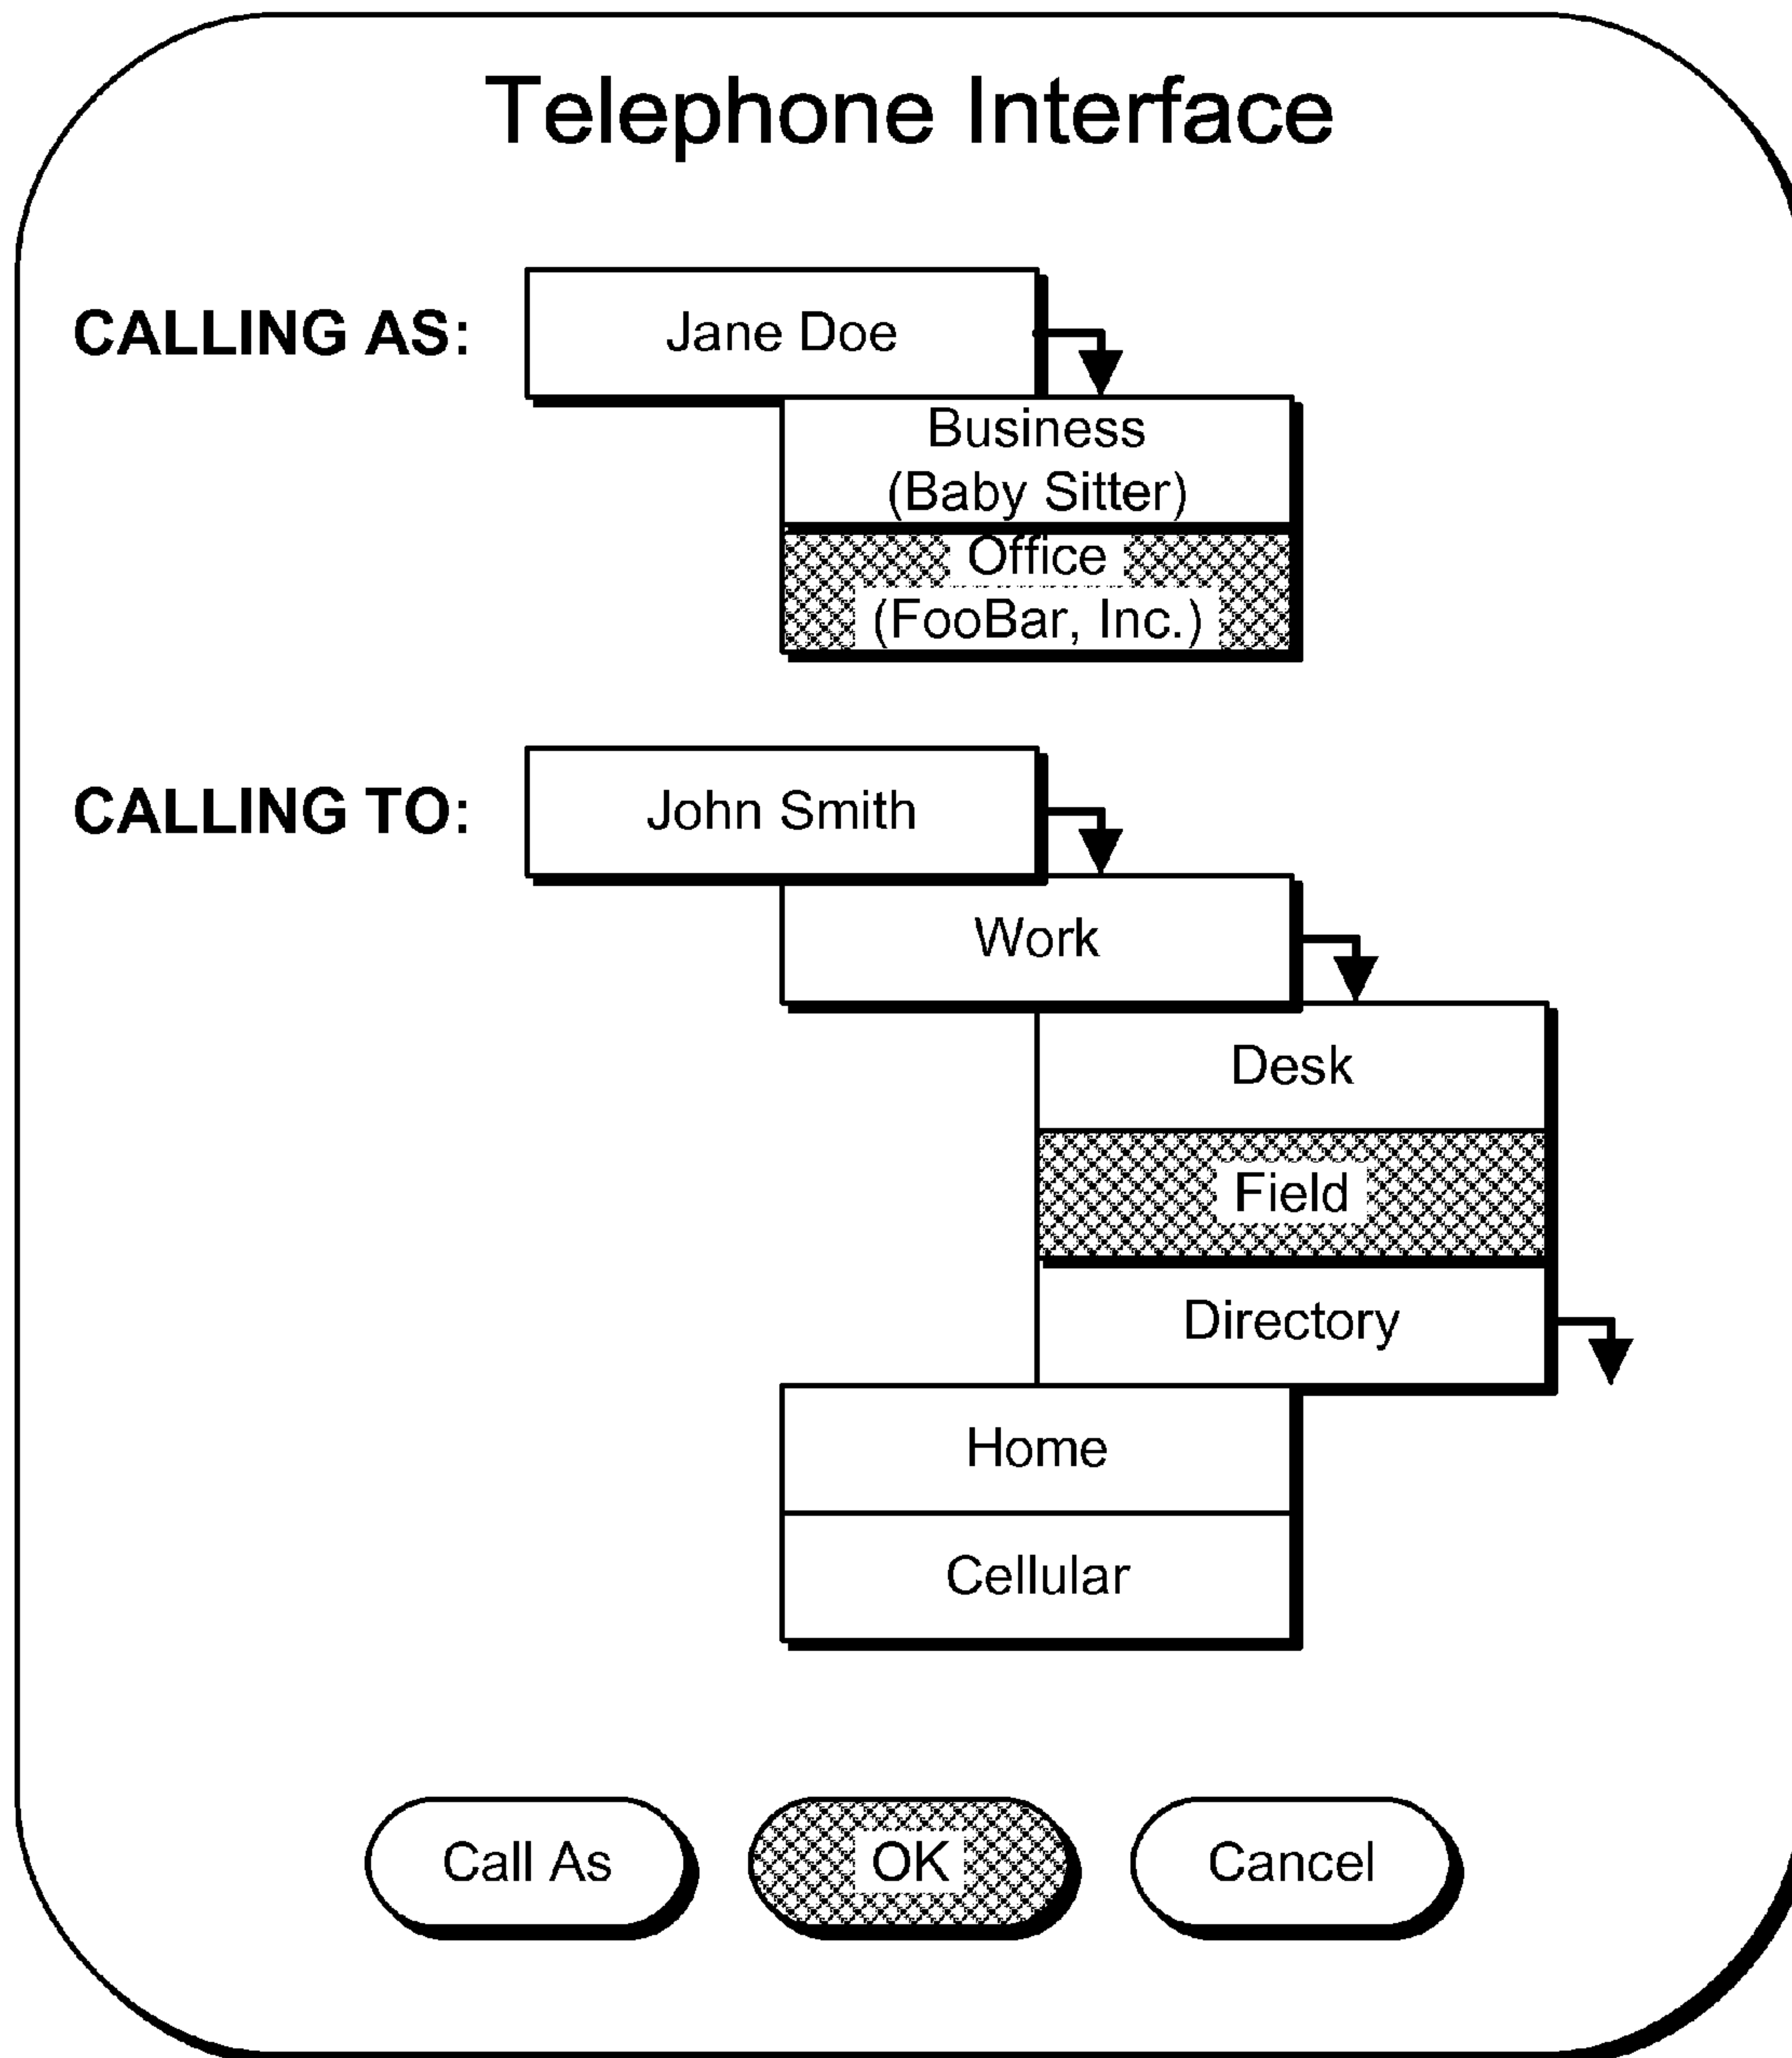 Telephone Interface
CALLING AS:
Jane Doe
Business
(Baby Sitter)
Office
(FooBar, Inc.)
CALLING TO:
John Smith
Work
Desk
Field
Directory
Home
Cellular
Call As
OK
Cancel